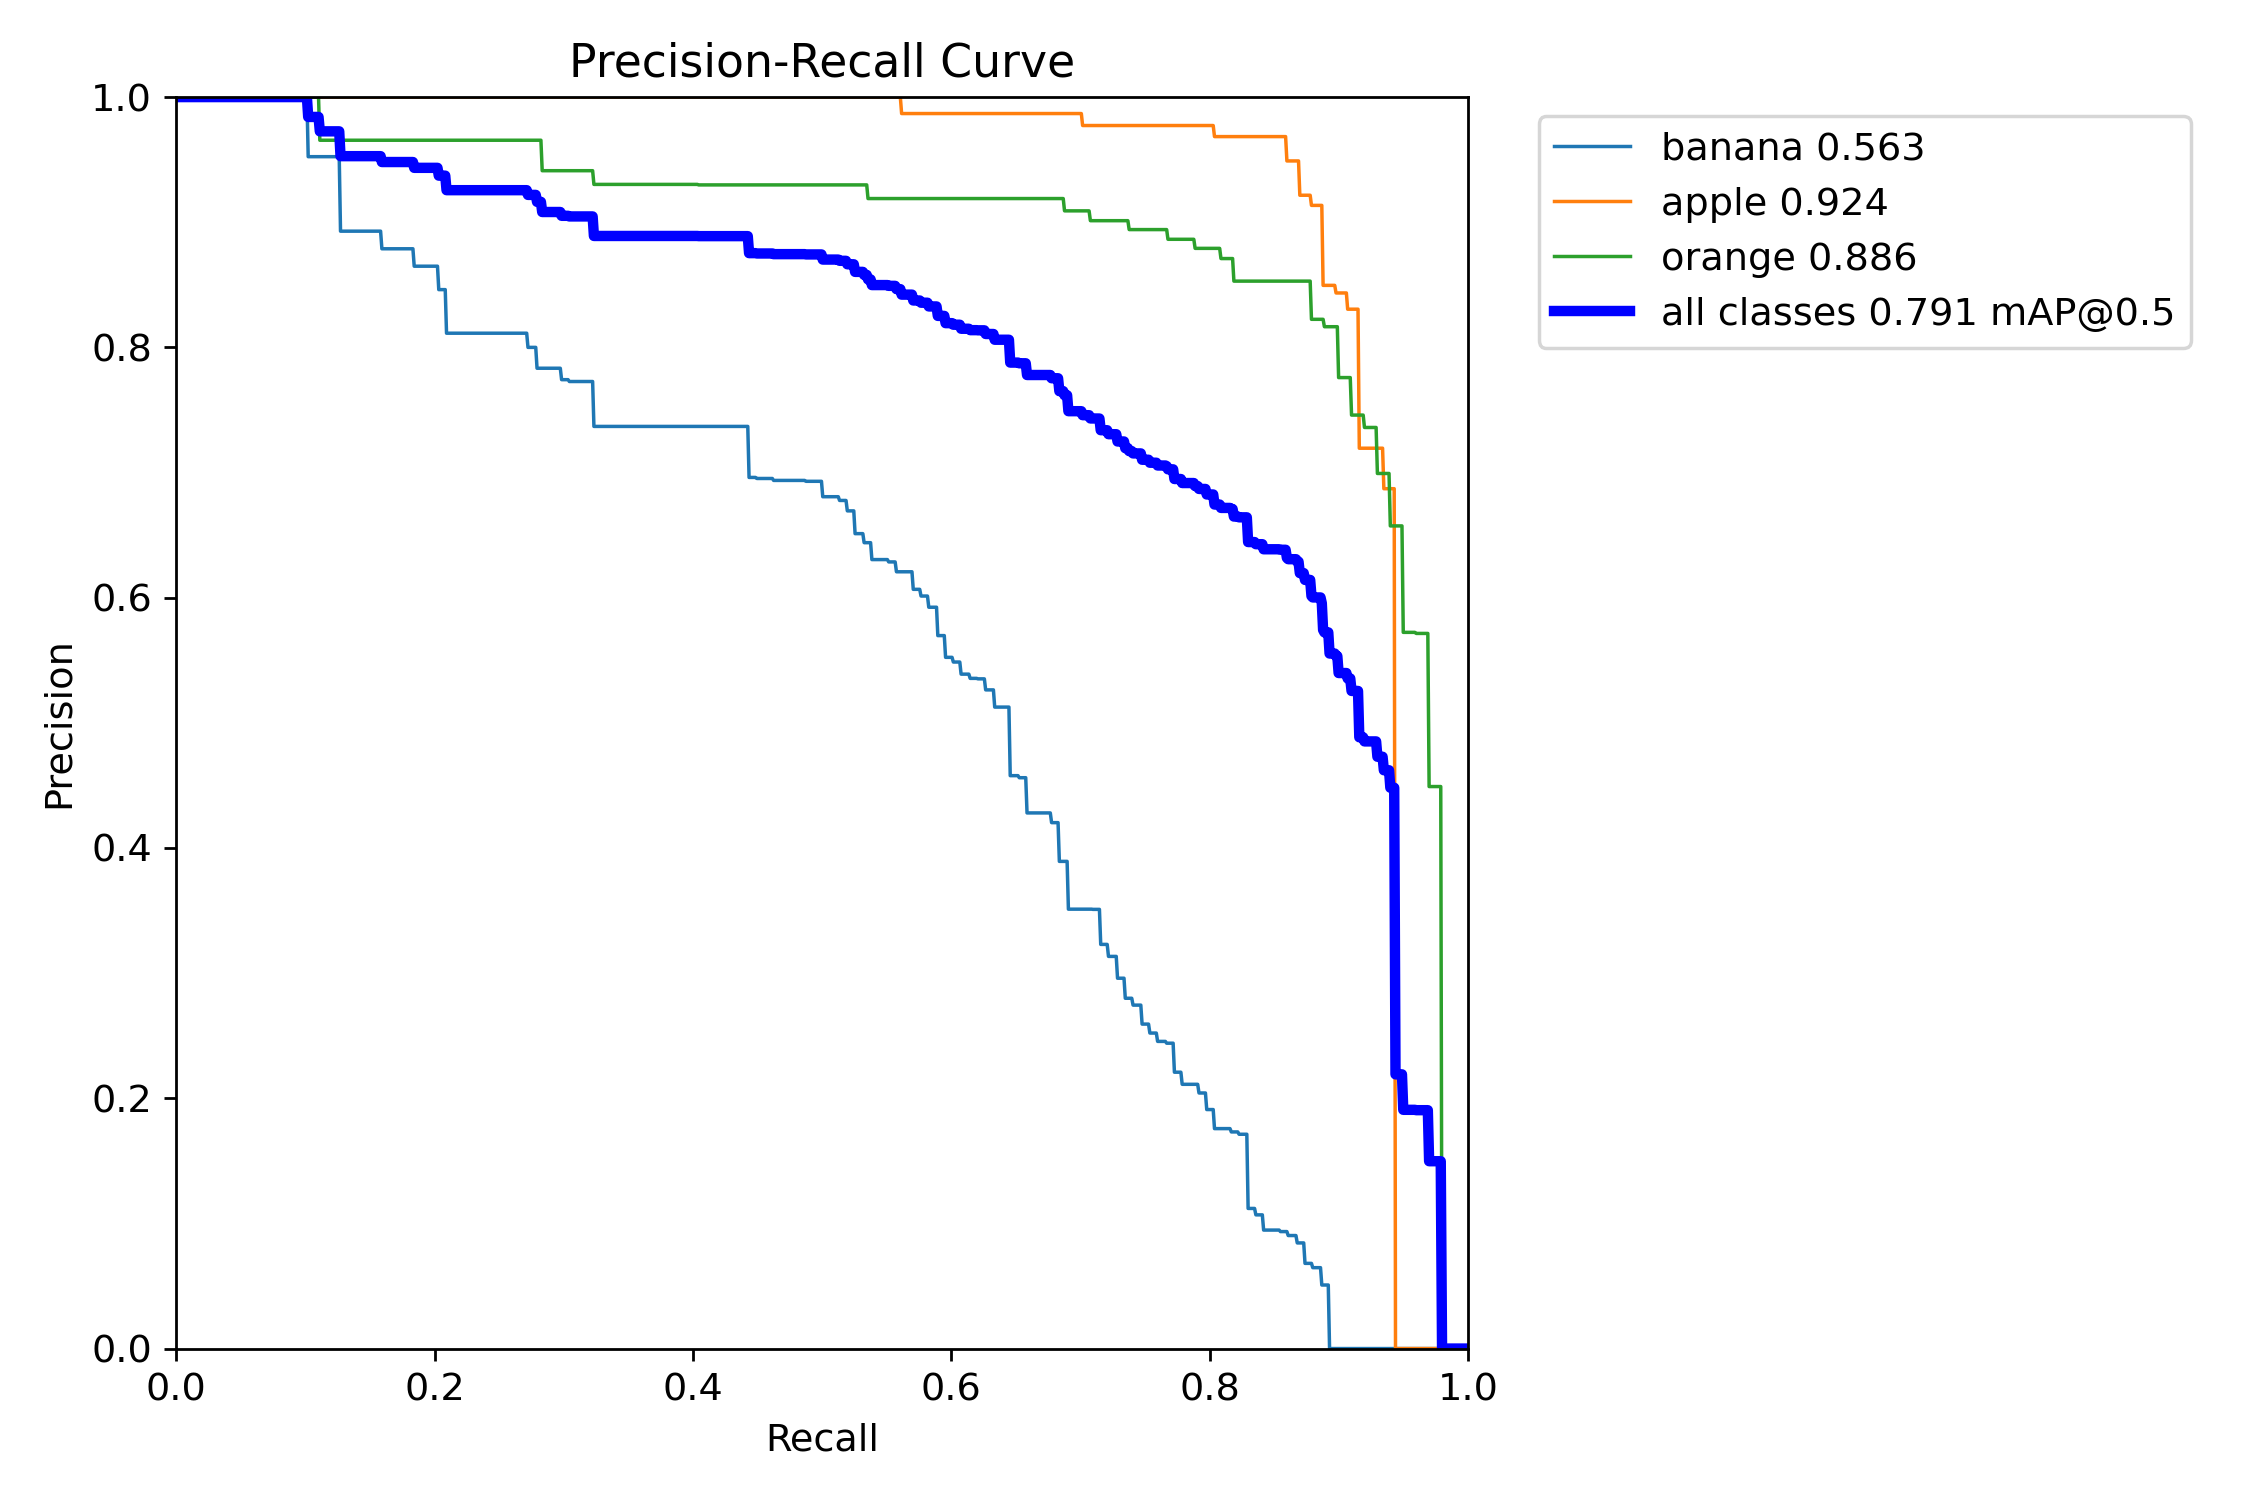 Precision-Recall Curve
1.0
0.8
0.6
0.4
0.2
0.0
Precision
0.0 0.2 0.4 0.6 0.8 1.0
Recall
banana 0.563
apple 0.924
orange 0.886
all classes 0.791 mAP@0.5